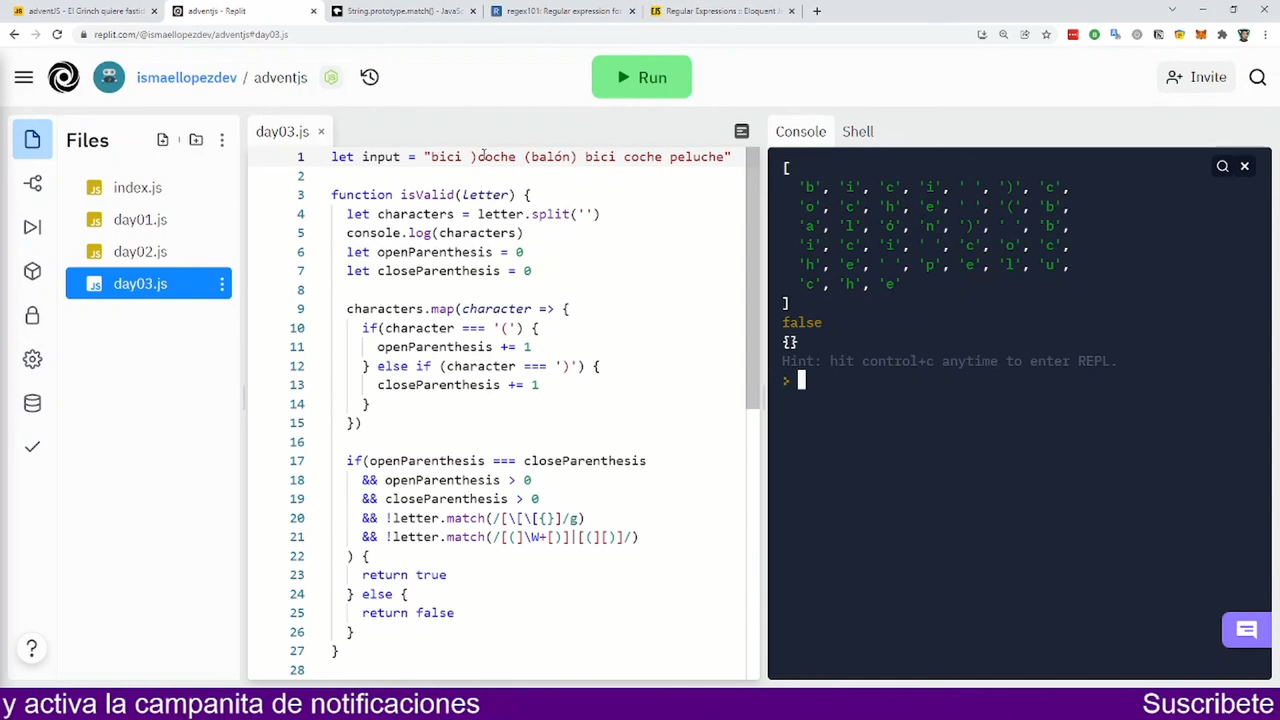 adventJS - El Grinch quiere fastidi
adventjs - Replit
String.prototype.match() - JavaSc
regex101: Regular expression fo
Regular Expressions :: Eloquent J
replit.com/@ismaellopezdev/adventjs#day03.js
ismaellopezdev / adventjs
Run
Invite
Files
day03.js
Console
Shell
index.js
day01.js
day02.js
day03.js
1 let input = "bici )coche (balón) bici coche peluche"
2
3 function isValid(letter) {
4 let characters = letter.split('')
5 console.log(characters)
6 let openParenthesis = 0
7 let closeParenthesis = 0
8
9 characters.map(character => {
10 if(character === '(') {
11 openParenthesis += 1
12 } else if (character === ')') {
13 closeParenthesis += 1
14 }
15 })
16
17 if(openParenthesis === closeParenthesis
18 && openParenthesis > 0
19 && closeParenthesis > 0
20 && !letter.match(/[\[\[{}]/g)
21 && !letter.match(/[(]\W+[)]|[(][)]/)
22 ) {
23 return true
24 } else {
25 return false
26 }
27 }
28
[
'b', 'i', 'c', 'i', ' ', ')', 'c',
'o', 'c', 'h', 'e', ' ', '(', 'b',
'a', 'l', 'ó', 'n', ')', ' ', 'b',
'i', 'c', 'i', ' ', 'c', 'o', 'c',
'h', 'e', ' ', 'p', 'e', 'l', 'u',
'c', 'h', 'e'
]
false
{}
Hint: hit control+c anytime to enter REPL.
>
?
y activa la campanita de notificaciones
Suscribete